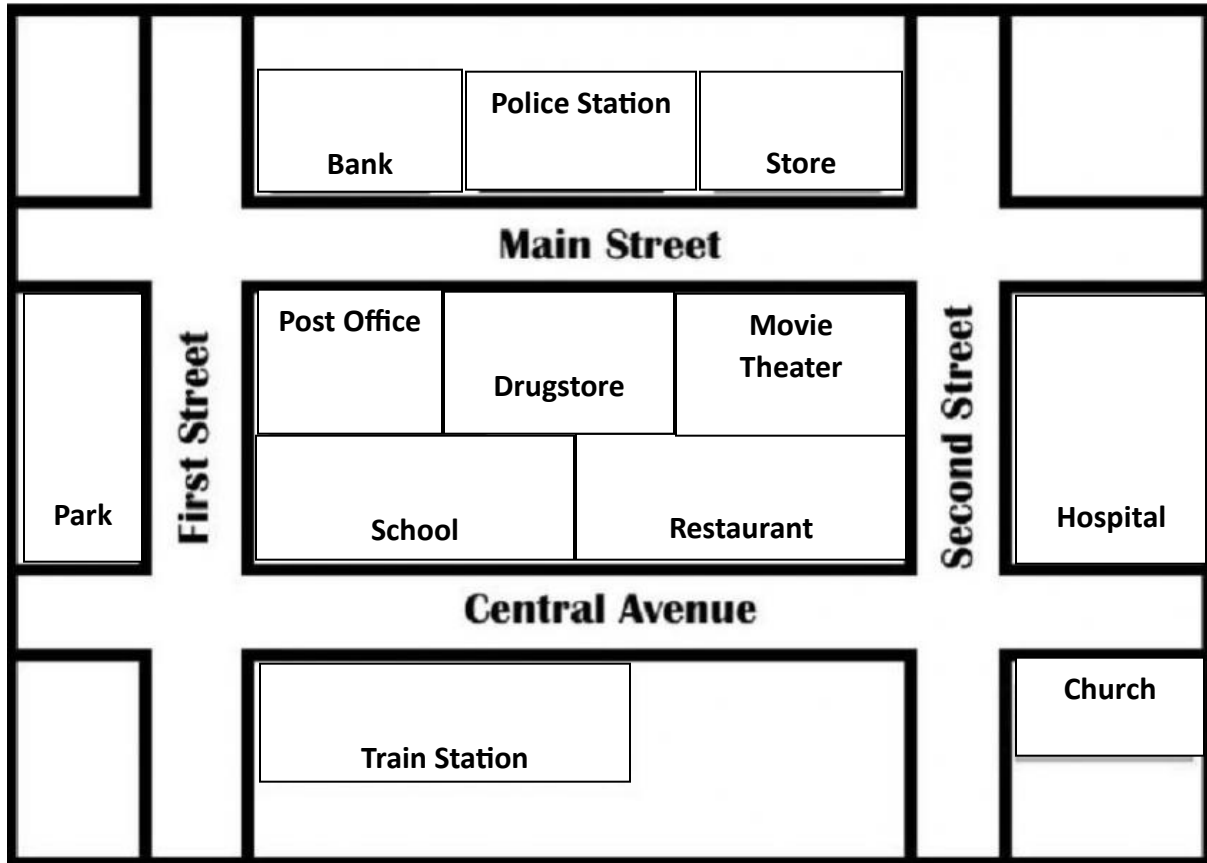 Bank
Police Station
Store
Main Street
Post Office
Drugstore
Movie
Theater
Park
First Street
School
Restaurant
Second Street
Hospital
Central Avenue
Train Station
Church